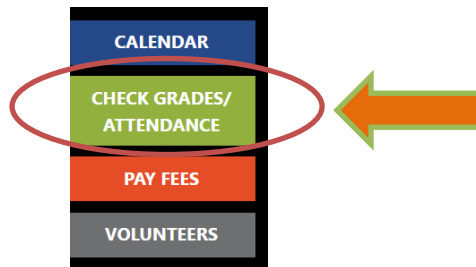 CALENDAR
CHECK GRADES/
ATTENDANCE
PAY FEES
VOLUNTEERS